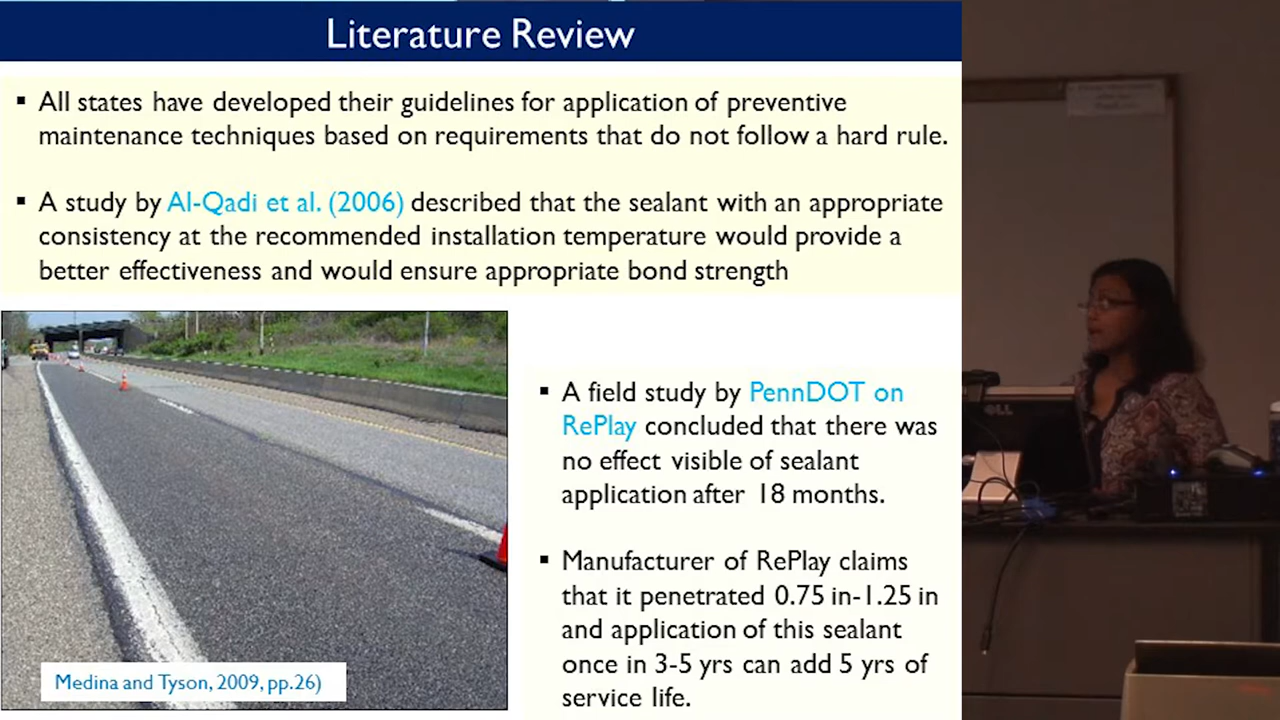 Literature Review
▪ All states have developed their guidelines for application of preventive
maintenance techniques based on requirements that do not follow a hard rule.
▪ A study by Al-Qadi et al. (2006) described that the sealant with an appropriate
consistency at the recommended installation temperature would provide a
better effectiveness and would ensure appropriate bond strength
▪ A field study by PennDOT on
RePlay concluded that there was
no effect visible of sealant
application after 18 months.
▪ Manufacturer of RePlay claims
that it penetrated 0.75 in-1.25 in
and application of this sealant
once in 3-5 yrs can add 5 yrs of
service life.
Medina and Tyson, 2009, pp.26)
DELL